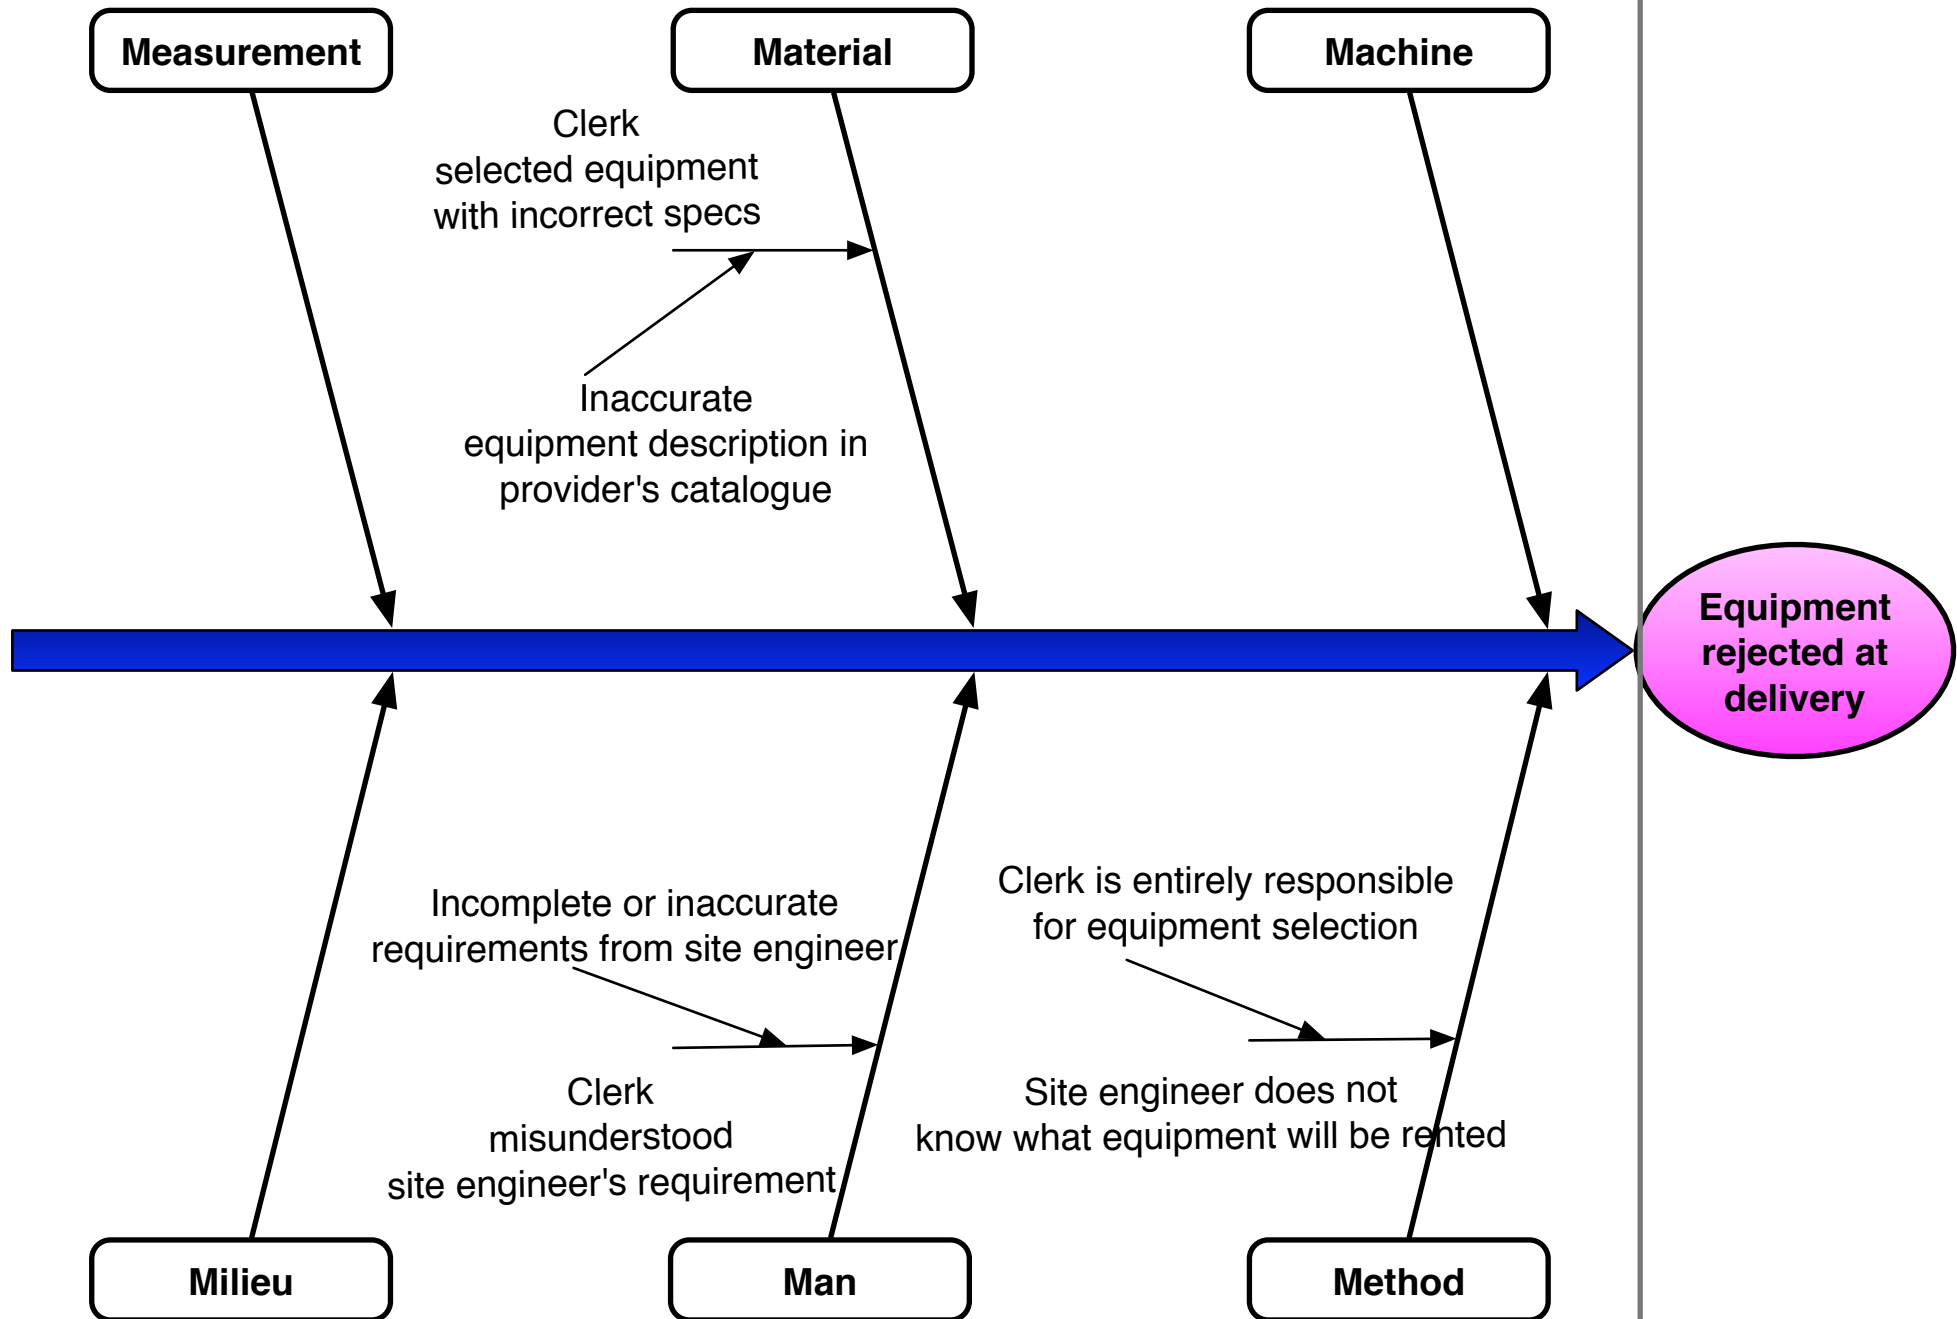 Measurement
Material
Machine
Clerk
selected equipment
with incorrect specs
Inaccurate
equipment description in
provider's catalogue
Equipment
rejected at
delivery
Incomplete or inaccurate
requirements from site engineer
Clerk is entirely responsible
for equipment selection
Clerk
misunderstood
site engineer's requirement
Site engineer does not
know what equipment will be rented
Milieu
Man
Method